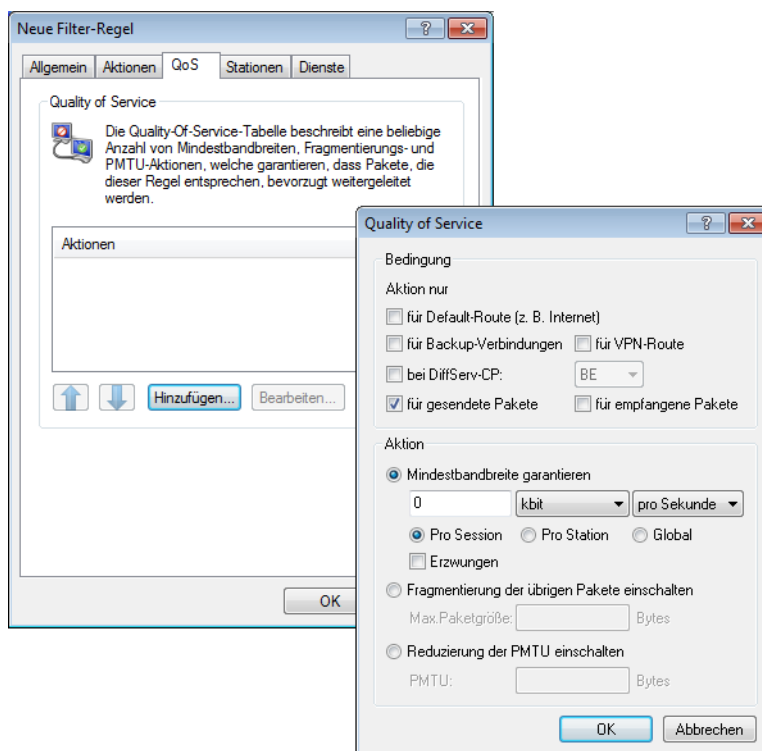 Neue Filter-Regel
Allgemein
Aktionen
QoS
Stationen
Dienste
Quality of Service
Die Quality-Of-Service-Tabelle beschreibt eine beliebige
Anzahl von Mindestbandbreiten, Fragmentierungs- und
PMTU-Aktionen, welche garantieren, dass Pakete, die
dieser Regel entsprechen, bevorzugt weitergeleitet
werden.
Aktionen
Hinzufügen...
Bearbeiten...
OK
Quality of Service
Bedingung
Aktion nur
für Default-Route (z. B. Internet)
für Backup-Verbindungen
für VPN-Route
bei DiffServ-CP:
BE
für gesendete Pakete
für empfangene Pakete
Aktion
Mindestbandbreite garantieren
0
kbit
pro Sekunde
Pro Session
Pro Station
Global
Erzwungen
Fragmentierung der übrigen Pakete einschalten
Max.Paketgröße:
Bytes
Reduzierung der PMTU einschalten
PMTU:
Bytes
OK
Abbrechen